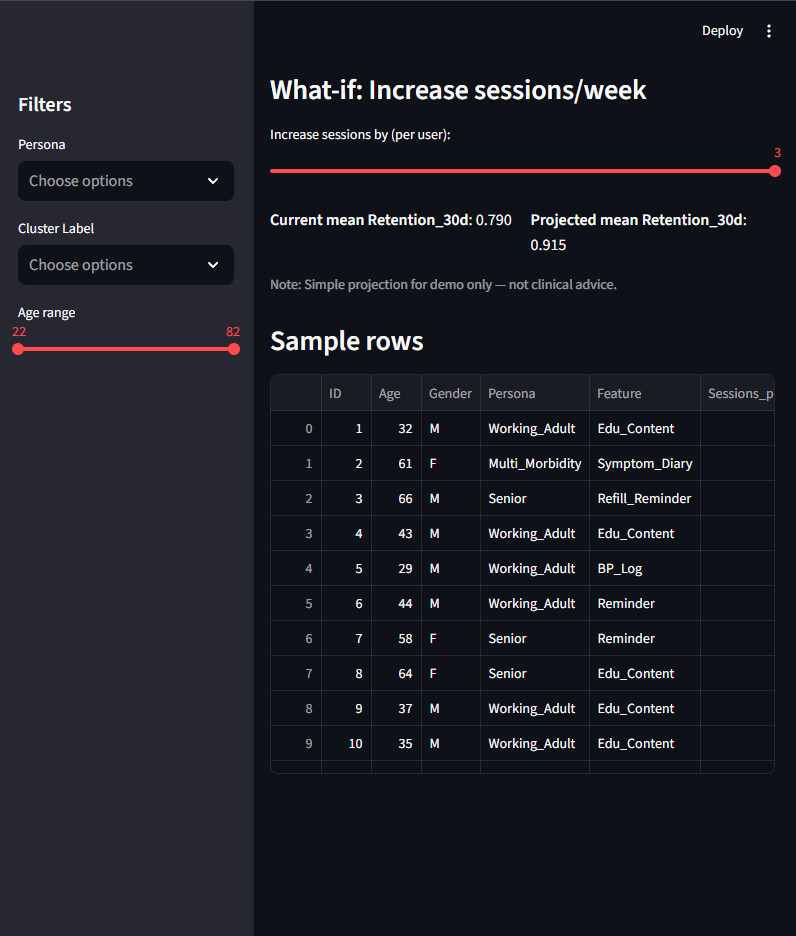 Deploy
Filters
Persona
Choose options
Cluster Label
Choose options
Age range
22 82
What-if: Increase sessions/week
Increase sessions by (per user):
3
Current mean Retention_30d: 0.790
Projected mean Retention_30d:
0.915
Note: Simple projection for demo only — not clinical advice.
Sample rows
ID Age Gender Persona Feature Sessions_p
0 1 32 M Working_Adult Edu_Content
1 2 61 F Multi_Morbidity Symptom_Diary
2 3 66 M Senior Refill_Reminder
3 4 43 M Working_Adult Edu_Content
4 5 29 M Working_Adult BP_Log
5 6 44 M Working_Adult Reminder
6 7 58 F Senior Reminder
7 8 64 F Senior Edu_Content
8 9 37 M Working_Adult Edu_Content
9 10 35 M Working_Adult Edu_Content